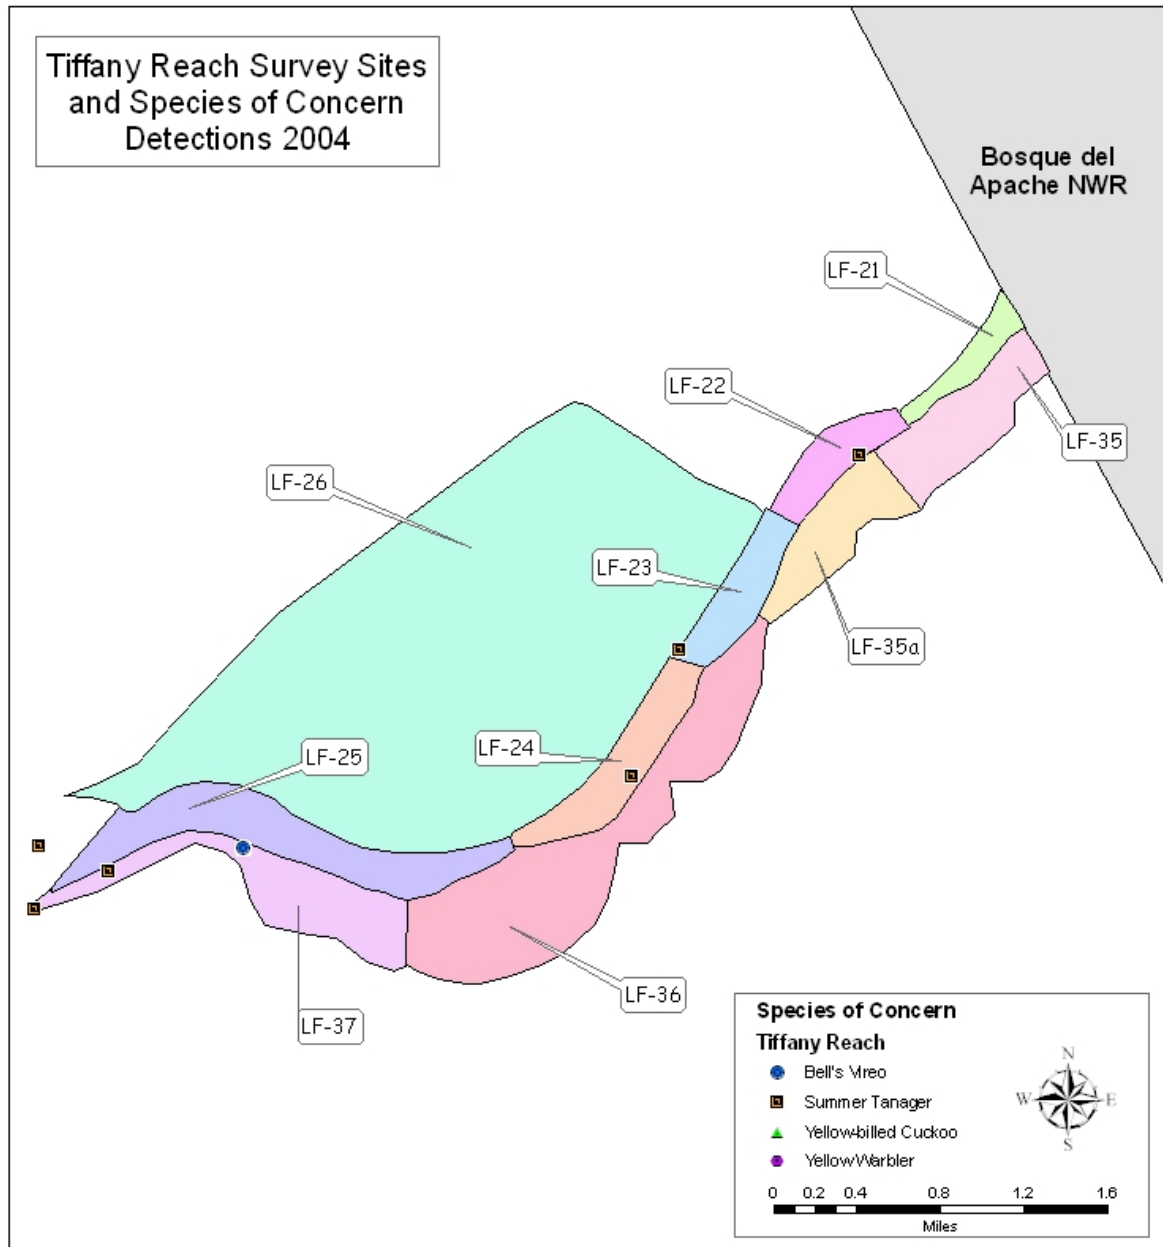 Tiffany Reach Survey Sites
and Species of Concern
Detections 2004
Bosque del
Apache NWR
LF-21
LF-22
LF-35
LF-26
LF-23
LF-35a
LF-24
LF-25
LF-36
LF-37
Species of Concern
Tiffany Reach
Bell's Vireo
Summer Tanager
Yellow-billed Cuckoo
Yellow Warbler
N
W
E
S
0 0.2 0.4 0.8 1.2 1.6
Miles